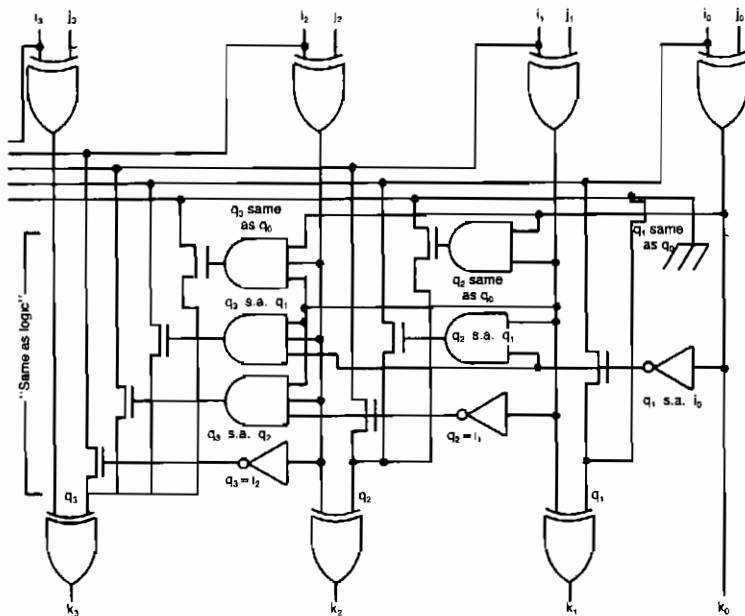 i3 j3 i2 j2 i1 j1 i0 j0
q3 same
as q0
q1 same
as q0
q2 same
as q0
q3 s.a. q1
q2 s.a. q1
"Same as logic"
q1 s.a. i0
q3 s.a. q2
q2 = i1
q3 = i2
q3 q2 q1
k3 k2 k1 k0